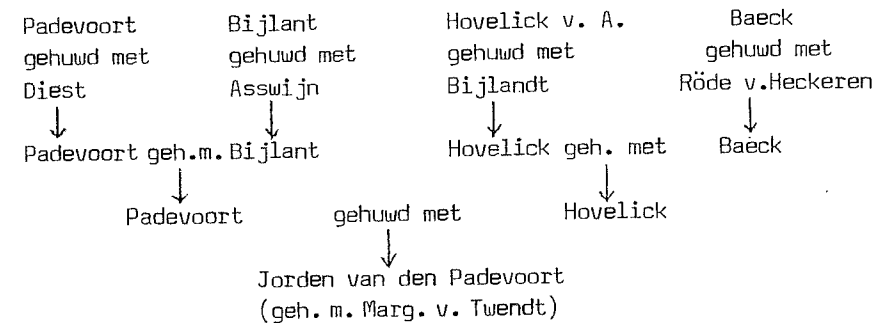 Padevoort Bijlant Hovelick v. A. Baeck
gehuwd met gehuwd met gehuwd met gehuwd met
Diest Asswijn Bijlandt Röde v.Heckeren
Padevoort geh.m. Bijlant Hovelick geh. met Baeck
Padevoort gehuwd met Hovelick
Jorden van den Padevoort
(geh. m. Marg. v. Twendt)